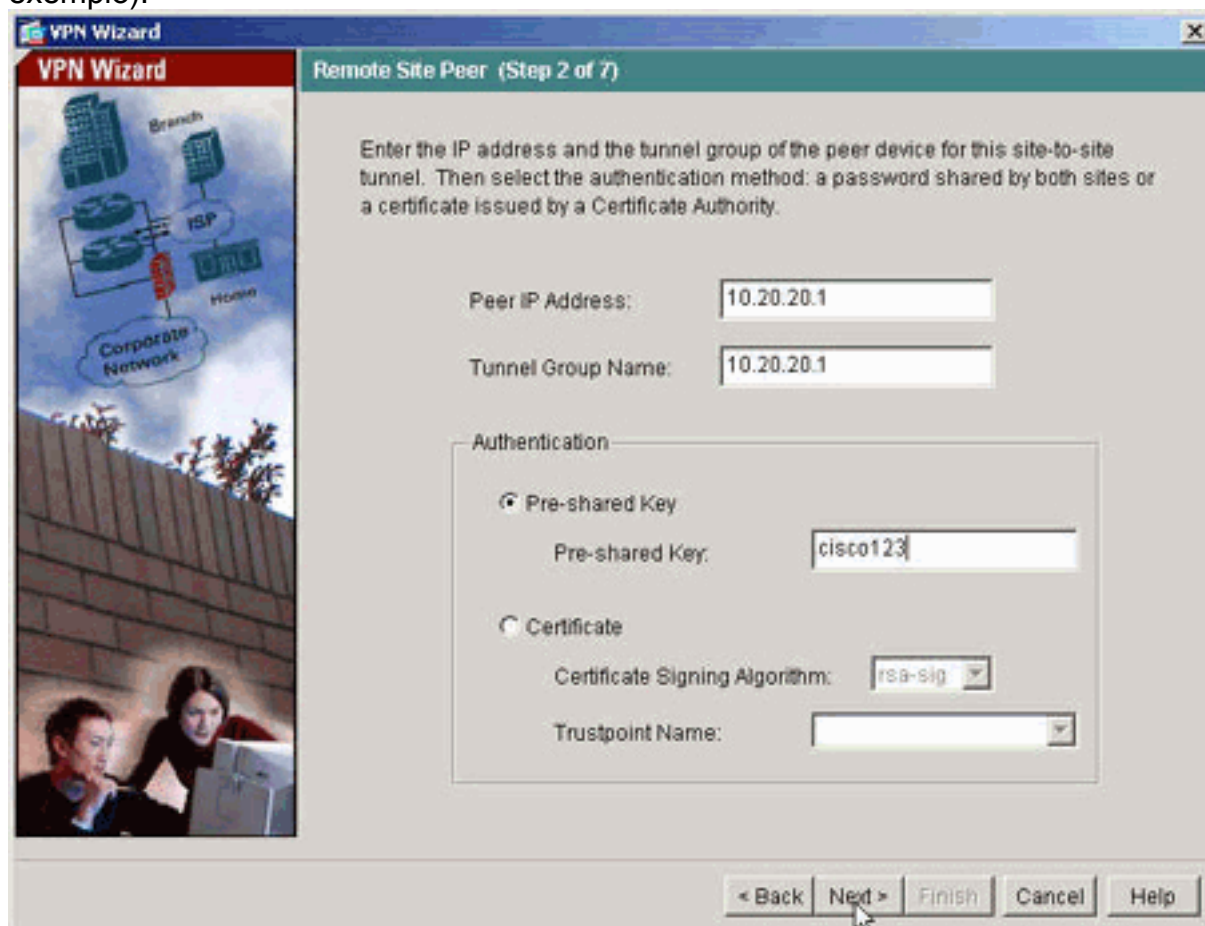 exemplo).
VPN Wizard
VPN Wizard
Remote Site Peer (Step 2 of 7)
Branch
ISP
Home
Corporate
Network
Enter the IP address and the tunnel group of the peer device for this site-to-site
tunnel. Then select the authentication method: a password shared by both sites or
a certificate issued by a Certificate Authority.
Peer IP Address: 10.20.20.1
Tunnel Group Name: 10.20.20.1
Authentication
Pre-shared Key
Pre-shared Key: cisco123
Certificate
Certificate Signing Algorithm: rsa-sig
Trustpoint Name:
< Back Next > Finish Cancel Help